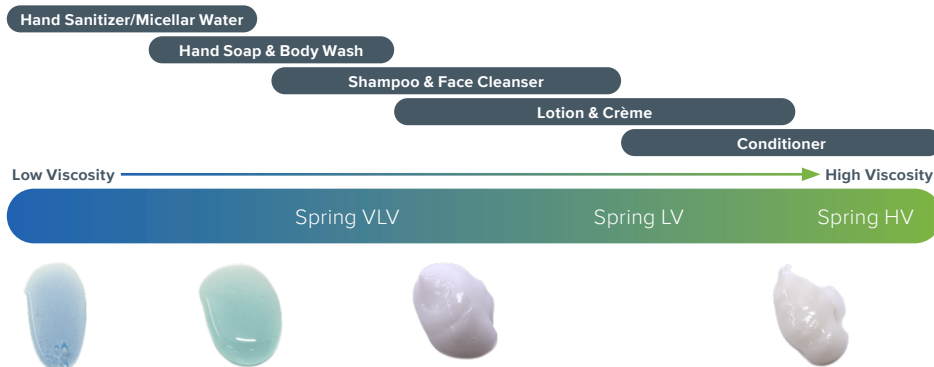 Hand Sanitizer/Micellar Water
Hand Soap & Body Wash
Shampoo & Face Cleanser
Lotion & Crème
Conditioner
Low Viscosity
High Viscosity
Spring VLV
Spring LV
Spring HV